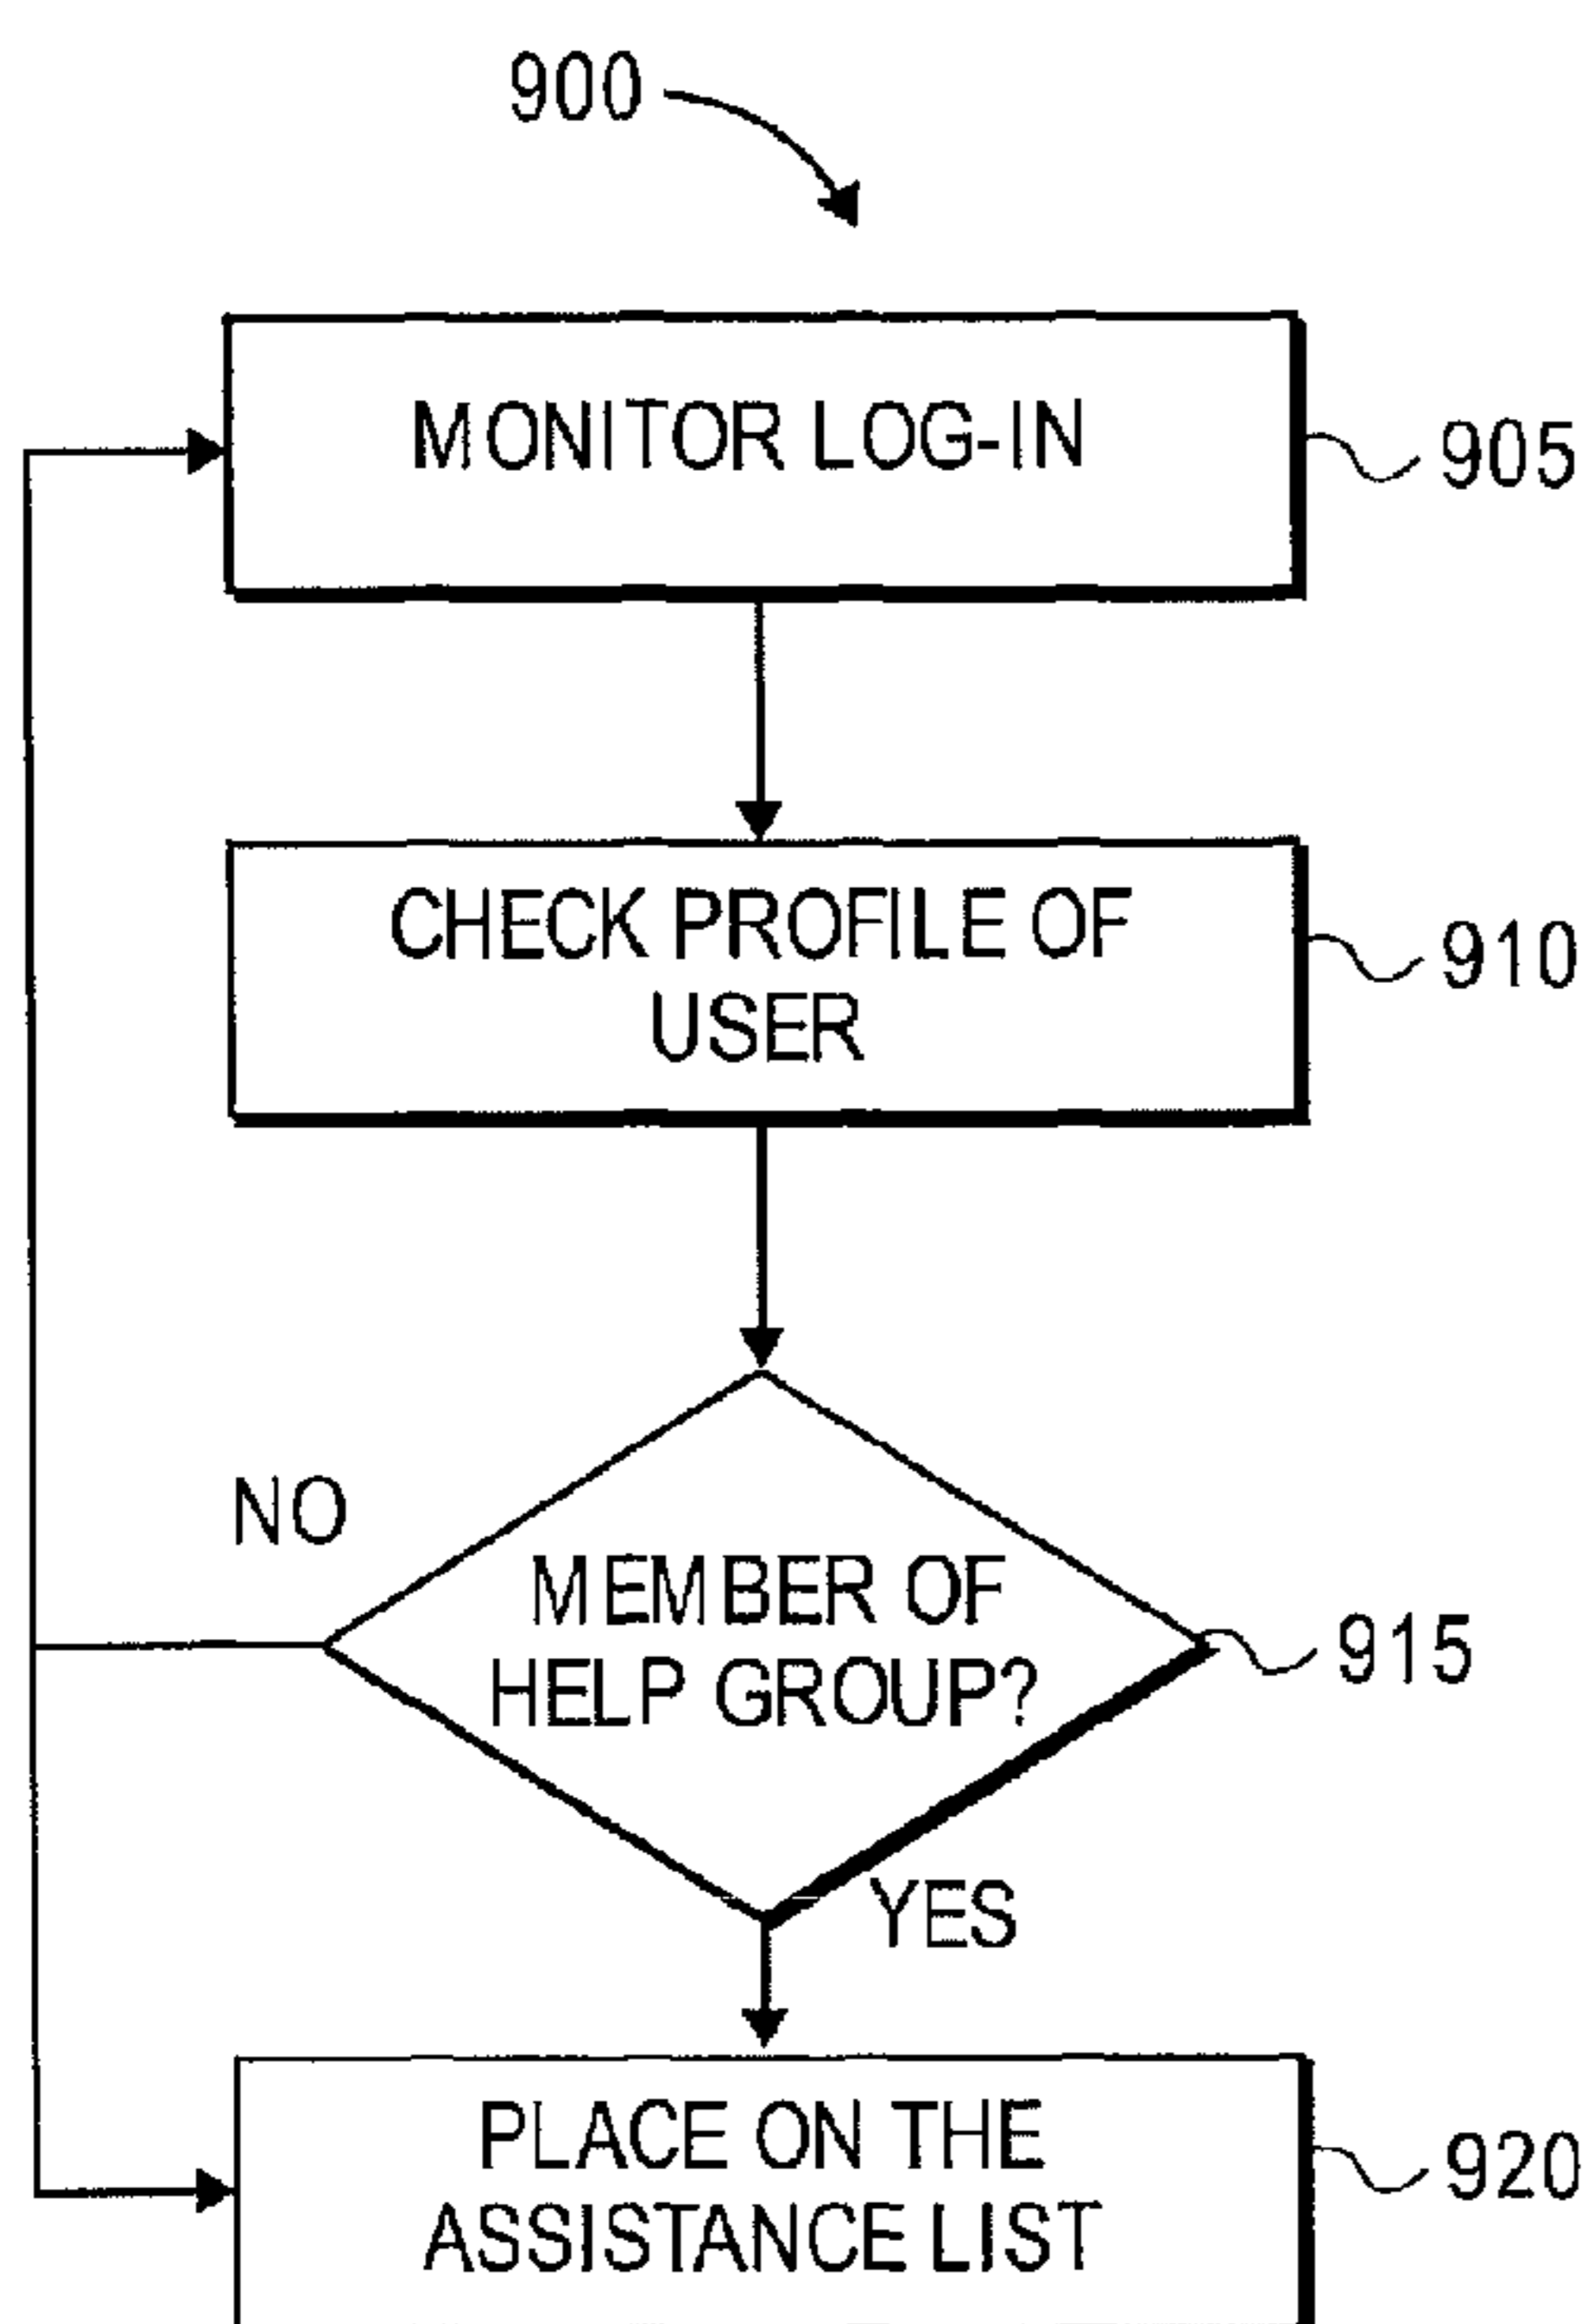 900
MONITOR LOG-IN
905
CHECK PROFILE OF
USER
910
NO
MEMBER OF
HELP GROUP?
915
YES
PLACE ON THE
ASSISTANCE LIST
920